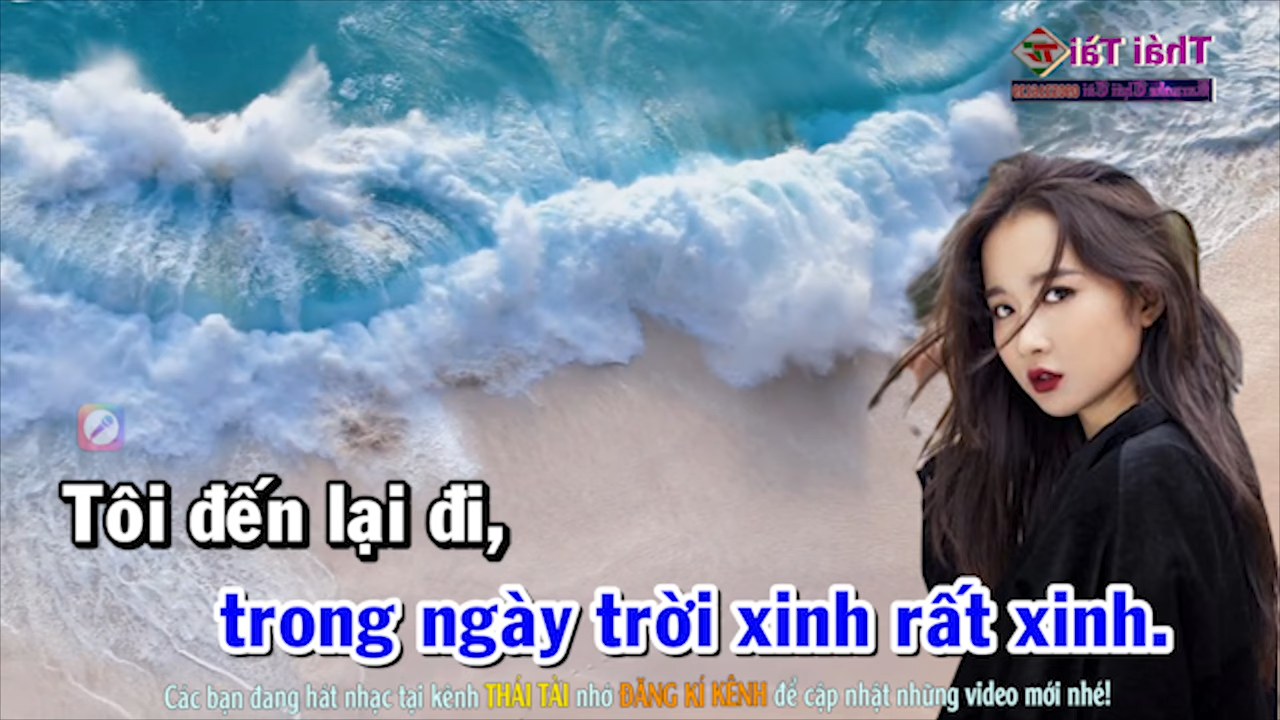 Thái Tài
Tôi đến lại đi,
trong ngày trời xinh rất xinh.
Các bạn đang hát nhạc tại kênh THÁI TÀI nhớ ĐĂNG KÍ KÊNH để cập nhật những video mới nhé!